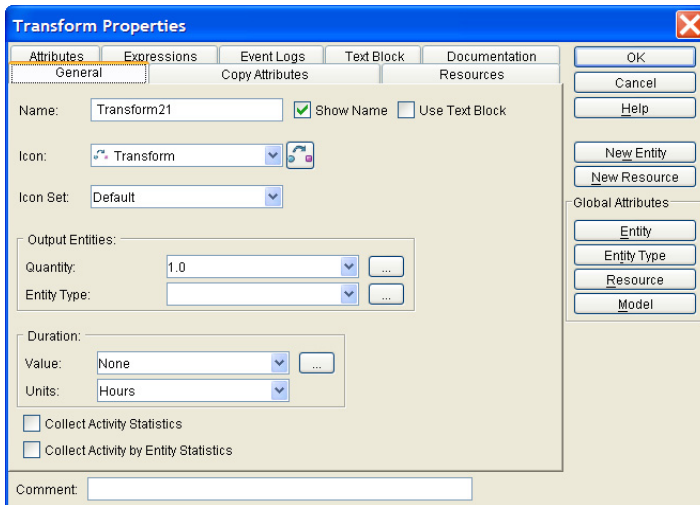 Transform Properties
Attributes Expressions Event Logs Text Block Documentation
General Copy Attributes Resources
Name: Transform21 Show Name Use Text Block
Icon: Transform
Icon Set: Default
Output Entities:
Quantity: 1.0 ...
Entity Type: ...
Duration:
Value: None ...
Units: Hours
Collect Activity Statistics
Collect Activity by Entity Statistics
Comment:
OK
Cancel
Help
New Entity
New Resource
Global Attributes
Entity
Entity Type
Resource
Model